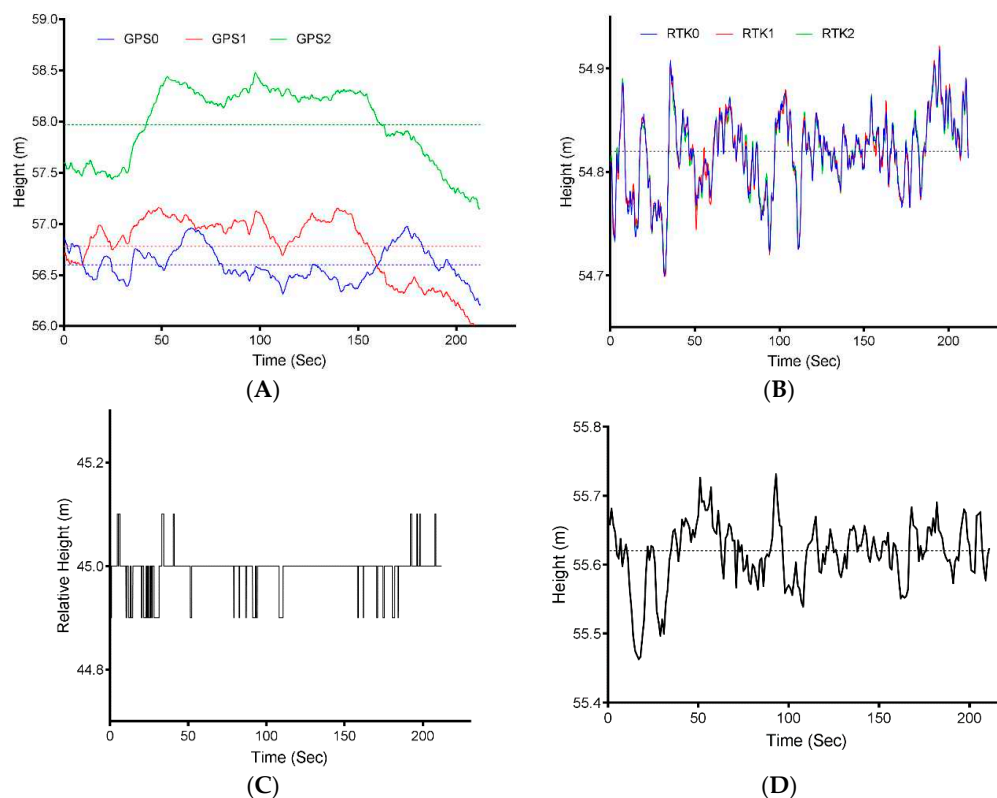 59.0
58.5
58.0
57.5
57.0
56.5
56.0
Height (m)
GPS0 GPS1 GPS2
0 50 100 150 200
Time (Sec)
(A)
54.9
54.8
54.7
Height (m)
RTK0 RTK1 RTK2
0 50 100 150 200
Time (Sec)
(B)
45.2
45.0
44.8
Relative Height (m)
0 50 100 150 200
Time (Sec)
(C)
55.8
55.7
55.6
55.5
55.4
Height (m)
0 50 100 150 200
Time (Sec)
(D)